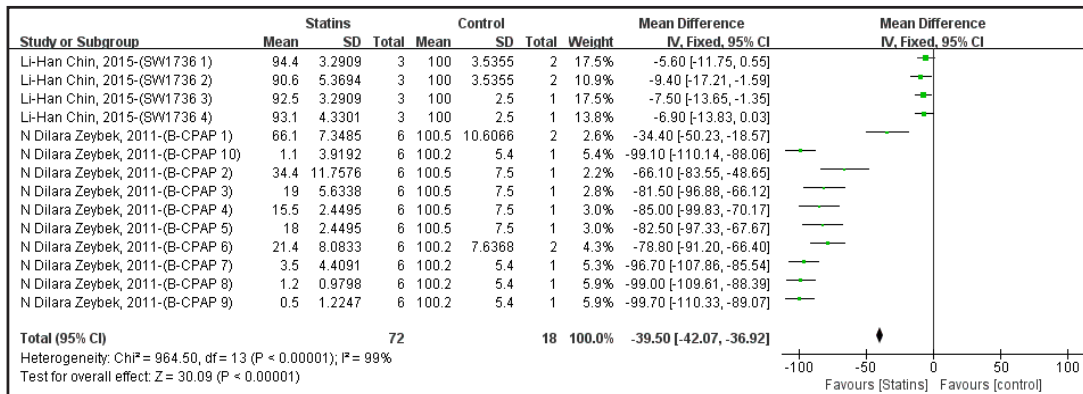 Statins Control Mean Difference Mean Difference
Study or Subgroup Mean SD Total Mean SD Total Weight IV, Fixed, 95% CI IV, Fixed, 95% CI
Li-Han Chin, 2015-(SW1736 1) 94.4 3.2909 3 100 3.5355 2 17.5% -5.60 [-11.75, 0.55]
Li-Han Chin, 2015-(SW1736 2) 90.6 5.3694 3 100 3.5355 2 10.9% -9.40 [-17.21, -1.59]
Li-Han Chin, 2015-(SW1736 3) 92.5 3.2909 3 100 2.5 1 17.5% -7.50 [-13.65, -1.35]
Li-Han Chin, 2015-(SW1736 4) 93.1 4.3301 3 100 2.5 1 13.8% -6.90 [-13.83, 0.03]
N Dilara Zeybek, 2011-(B-CPAP 1) 66.1 7.3485 6 100.5 10.6066 2 2.6% -34.40 [-50.23, -18.57]
N Dilara Zeybek, 2011-(B-CPAP 10) 1.1 3.9192 6 100.2 5.4 1 5.4% -99.10 [-110.14, -88.06]
N Dilara Zeybek, 2011-(B-CPAP 2) 34.4 11.7576 6 100.5 7.5 1 2.2% -66.10 [-83.55, -48.65]
N Dilara Zeybek, 2011-(B-CPAP 3) 19 5.6338 6 100.5 7.5 1 2.8% -81.50 [-96.88, -66.12]
N Dilara Zeybek, 2011-(B-CPAP 4) 15.5 2.4495 6 100.5 7.5 1 3.0% -85.00 [-99.83, -70.17]
N Dilara Zeybek, 2011-(B-CPAP 5) 18 2.4495 6 100.5 7.5 1 3.0% -82.50 [-97.33, -67.67]
N Dilara Zeybek, 2011-(B-CPAP 6) 21.4 8.0833 6 100.2 7.6368 2 4.3% -78.80 [-91.20, -66.40]
N Dilara Zeybek, 2011-(B-CPAP 7) 3.5 4.4091 6 100.2 5.4 1 5.3% -96.70 [-107.86, -85.54]
N Dilara Zeybek, 2011-(B-CPAP 8) 1.2 0.9798 6 100.2 5.4 1 5.9% -99.00 [-109.61, -88.39]
N Dilara Zeybek, 2011-(B-CPAP 9) 0.5 1.2247 6 100.2 5.4 1 5.9% -99.70 [-110.33, -89.07]
Total (95% CI) 72 18 100.0% -39.50 [-42.07, -36.92]
Heterogeneity: Chi² = 964.50, df = 13 (P < 0.00001); I² = 99%
Test for overall effect: Z = 30.09 (P < 0.00001)
-100 -50 0 50 100
Favours [Statins] Favours [control]